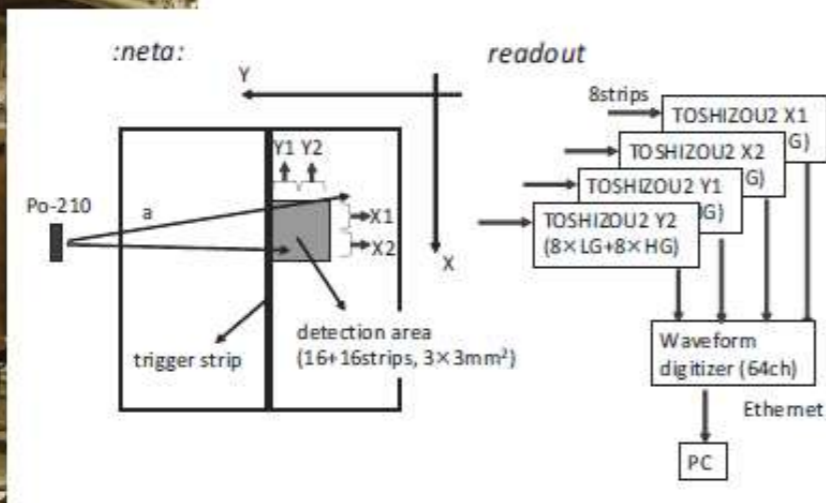 :neta:
readout
Y
8strips
TOSHIZOU2 X1
G)
TOSHIZOU2 X2
G)
TOSHIZOU2 Y1
G)
TOSHIZOU2 Y2
(8×LG+8×HG)
Y1 Y2
Po-210
a
X1
X2
X
detection area
(16+16strips, 3×3mm²)
trigger strip
Waveform
digitizer (64ch)
Ethernet
PC